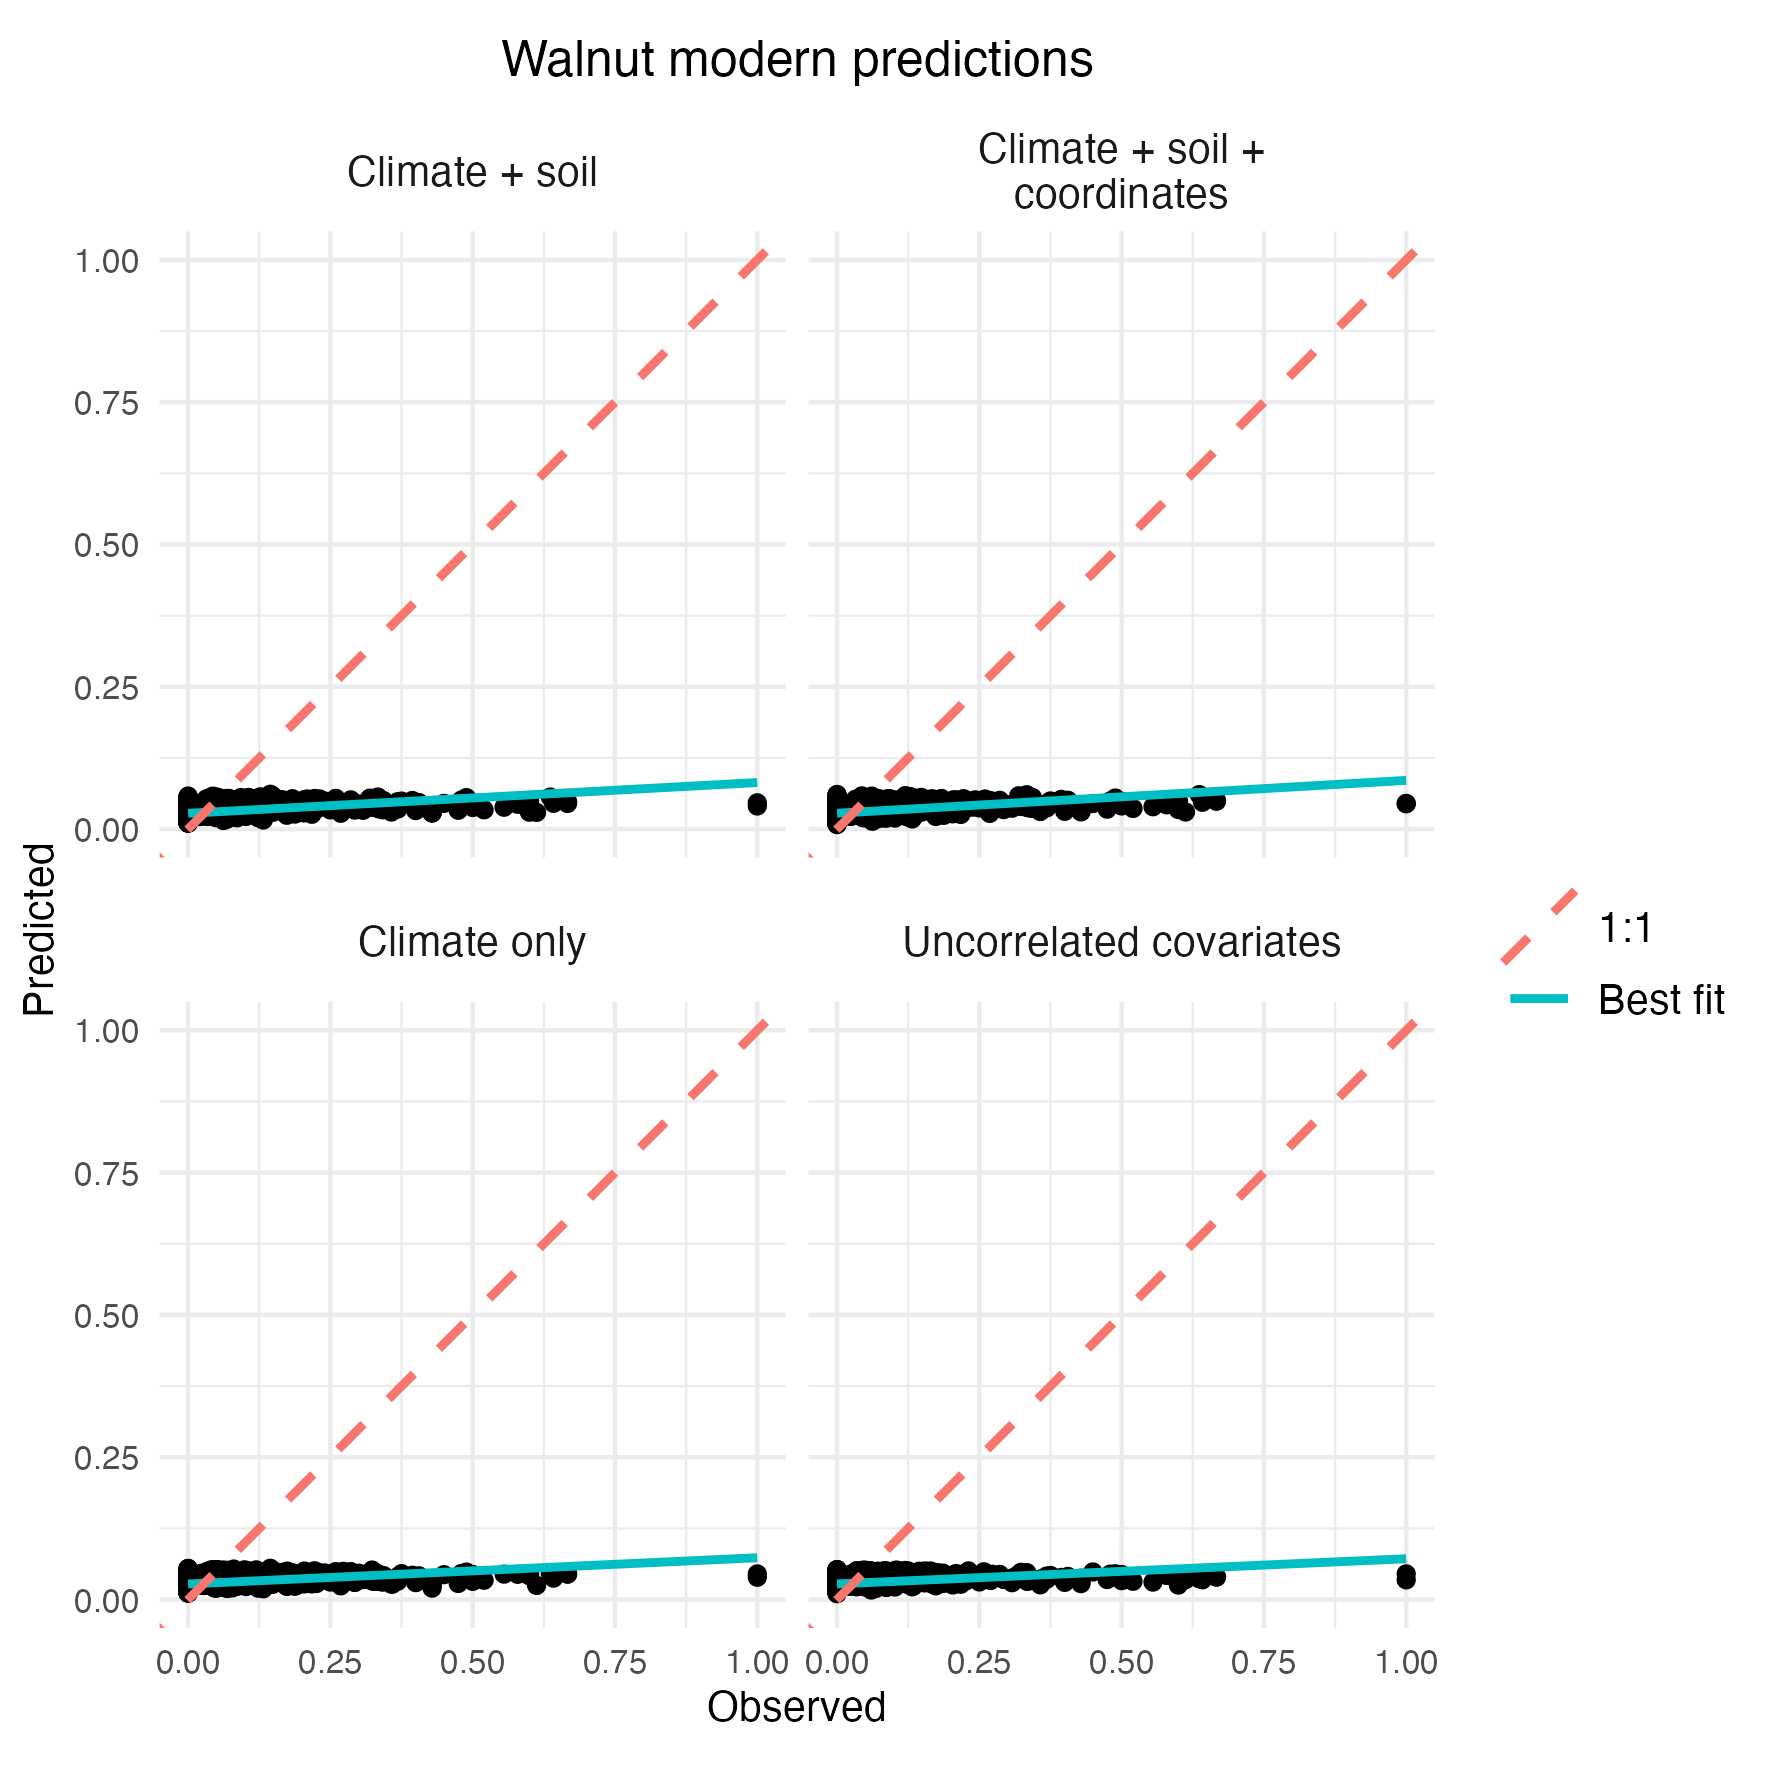 Walnut modern predictions
Climate + soil
Climate + soil +
coordinates
1.00
0.75
0.50
0.25
0.00
Predicted
Climate only
Uncorrelated covariates
1:1
Best fit
1.00
0.75
0.50
0.25
0.00
0.00 0.25 0.50 0.75 1.00 0.00 0.25 0.50 0.75 1.00
Observed